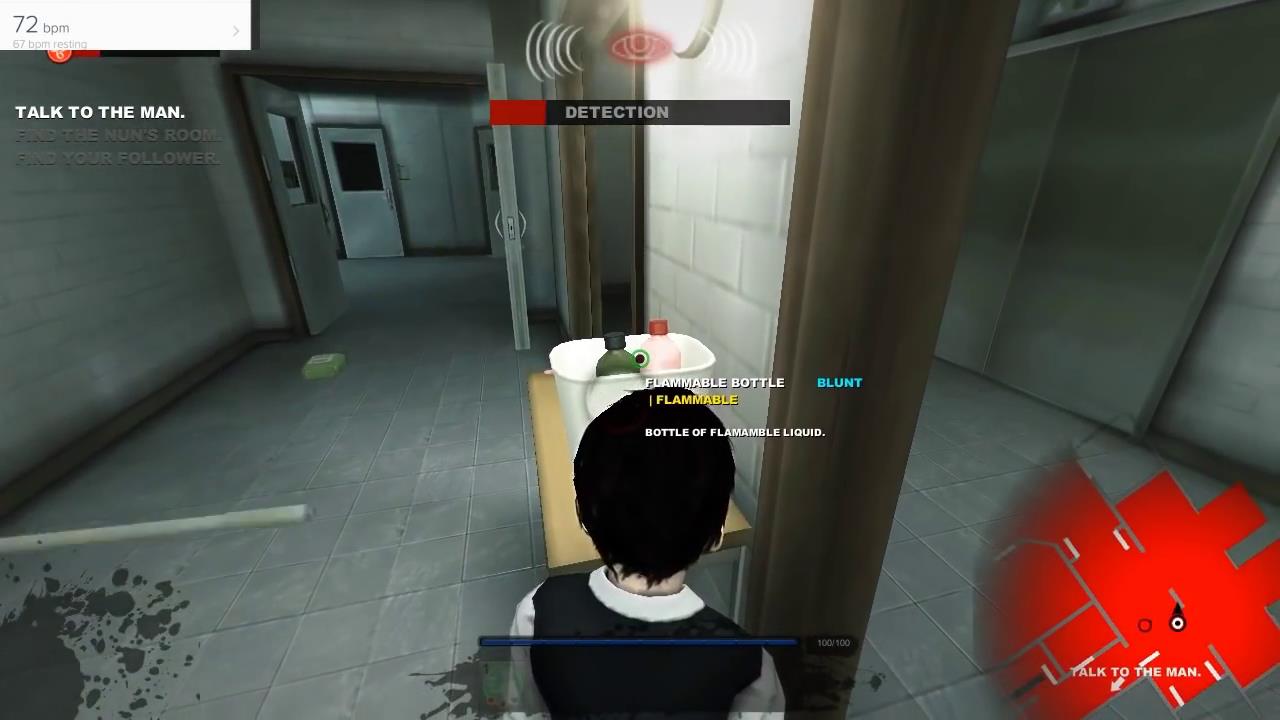 72 bpm
67 bpm resting
TALK TO THE MAN.
FIND THE NUN'S ROOM.
FIND YOUR FOLLOWER.
DETECTION
FLAMMABLE BOTTLE BLUNT
| FLAMMABLE
BOTTLE OF FLAMAMBLE LIQUID.
100/100
TALK TO THE MAN.